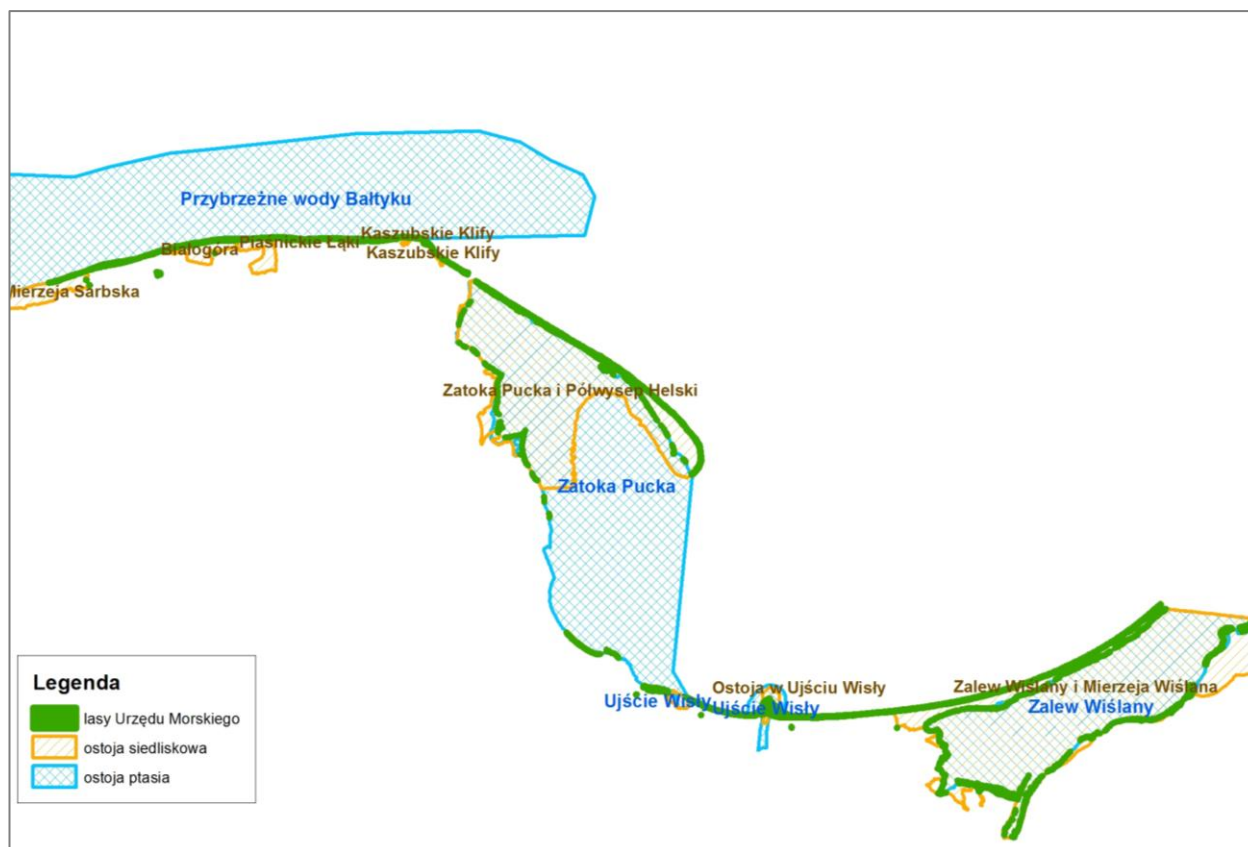 Przybrzeżne wody Bałtyku
Kaszubskie Klify
Białogóra
Piaśnickie Łąki
Kaszubskie Klify
Mierzeja Sarbska
Zatoka Pucka i Półwysep Helski
Zatoka Pucka
Ostoja w Ujściu Wisły
Zalew Wiślany i Mierzeja Wiślana
Ujście Wisły
Ujście Wisły
Zalew Wiślany
Legenda
lasy Urzędu Morskiego
ostoja siedliskowa
ostoja ptasia